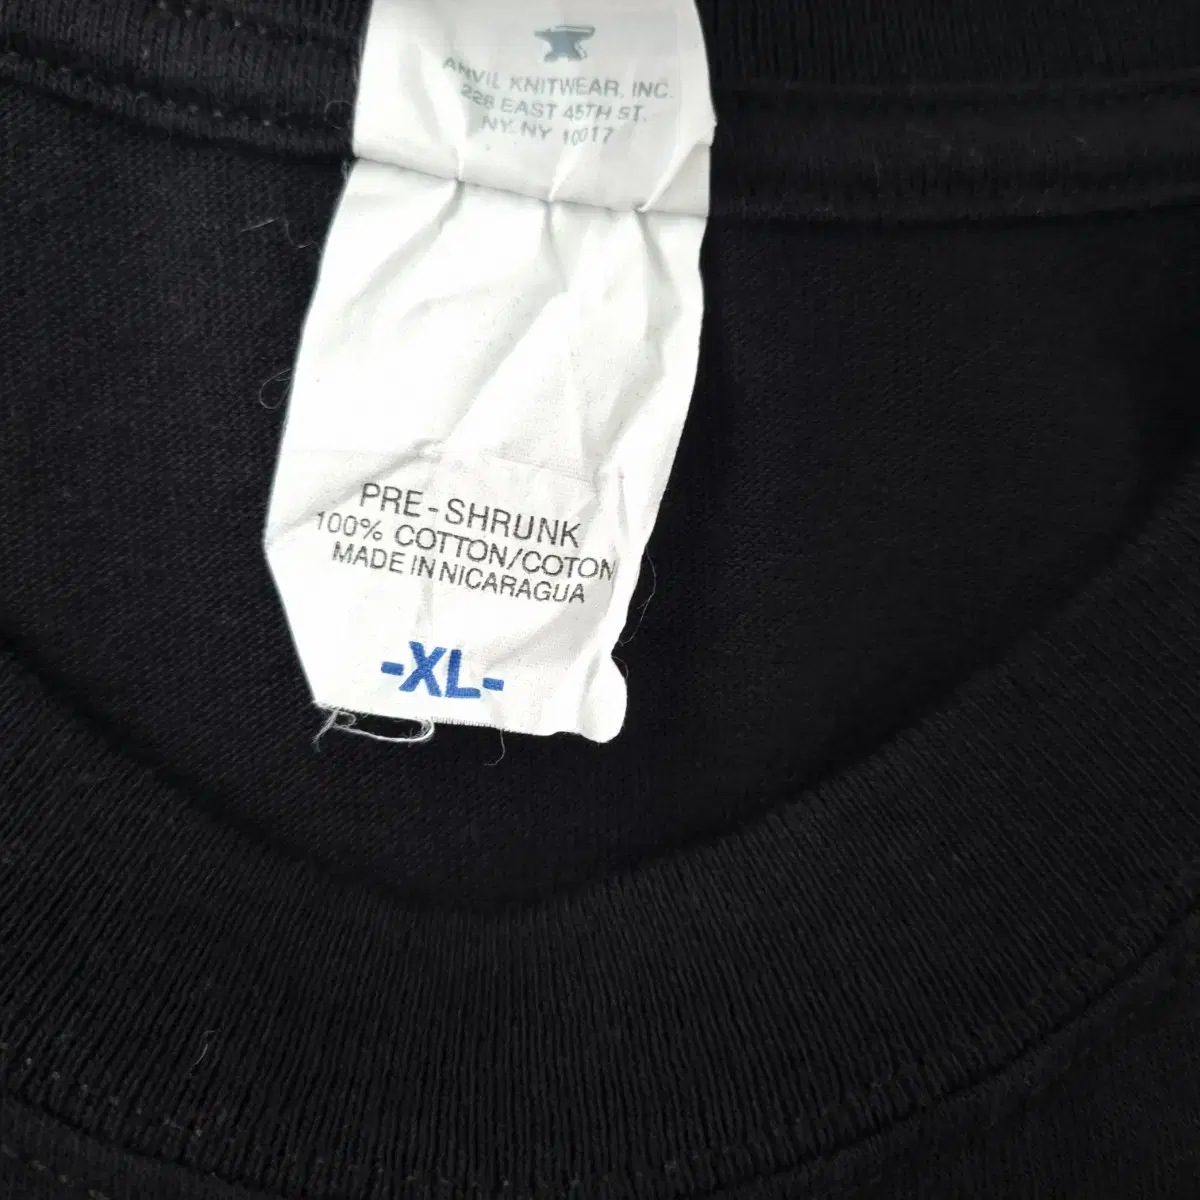 ANVIL KNITWEAR, INC.
228 EAST 45TH ST.
NY. NY 10017
PRE-SHRUNK
100% COTTON/COTON
MADE IN NICARAGUA
-XL-